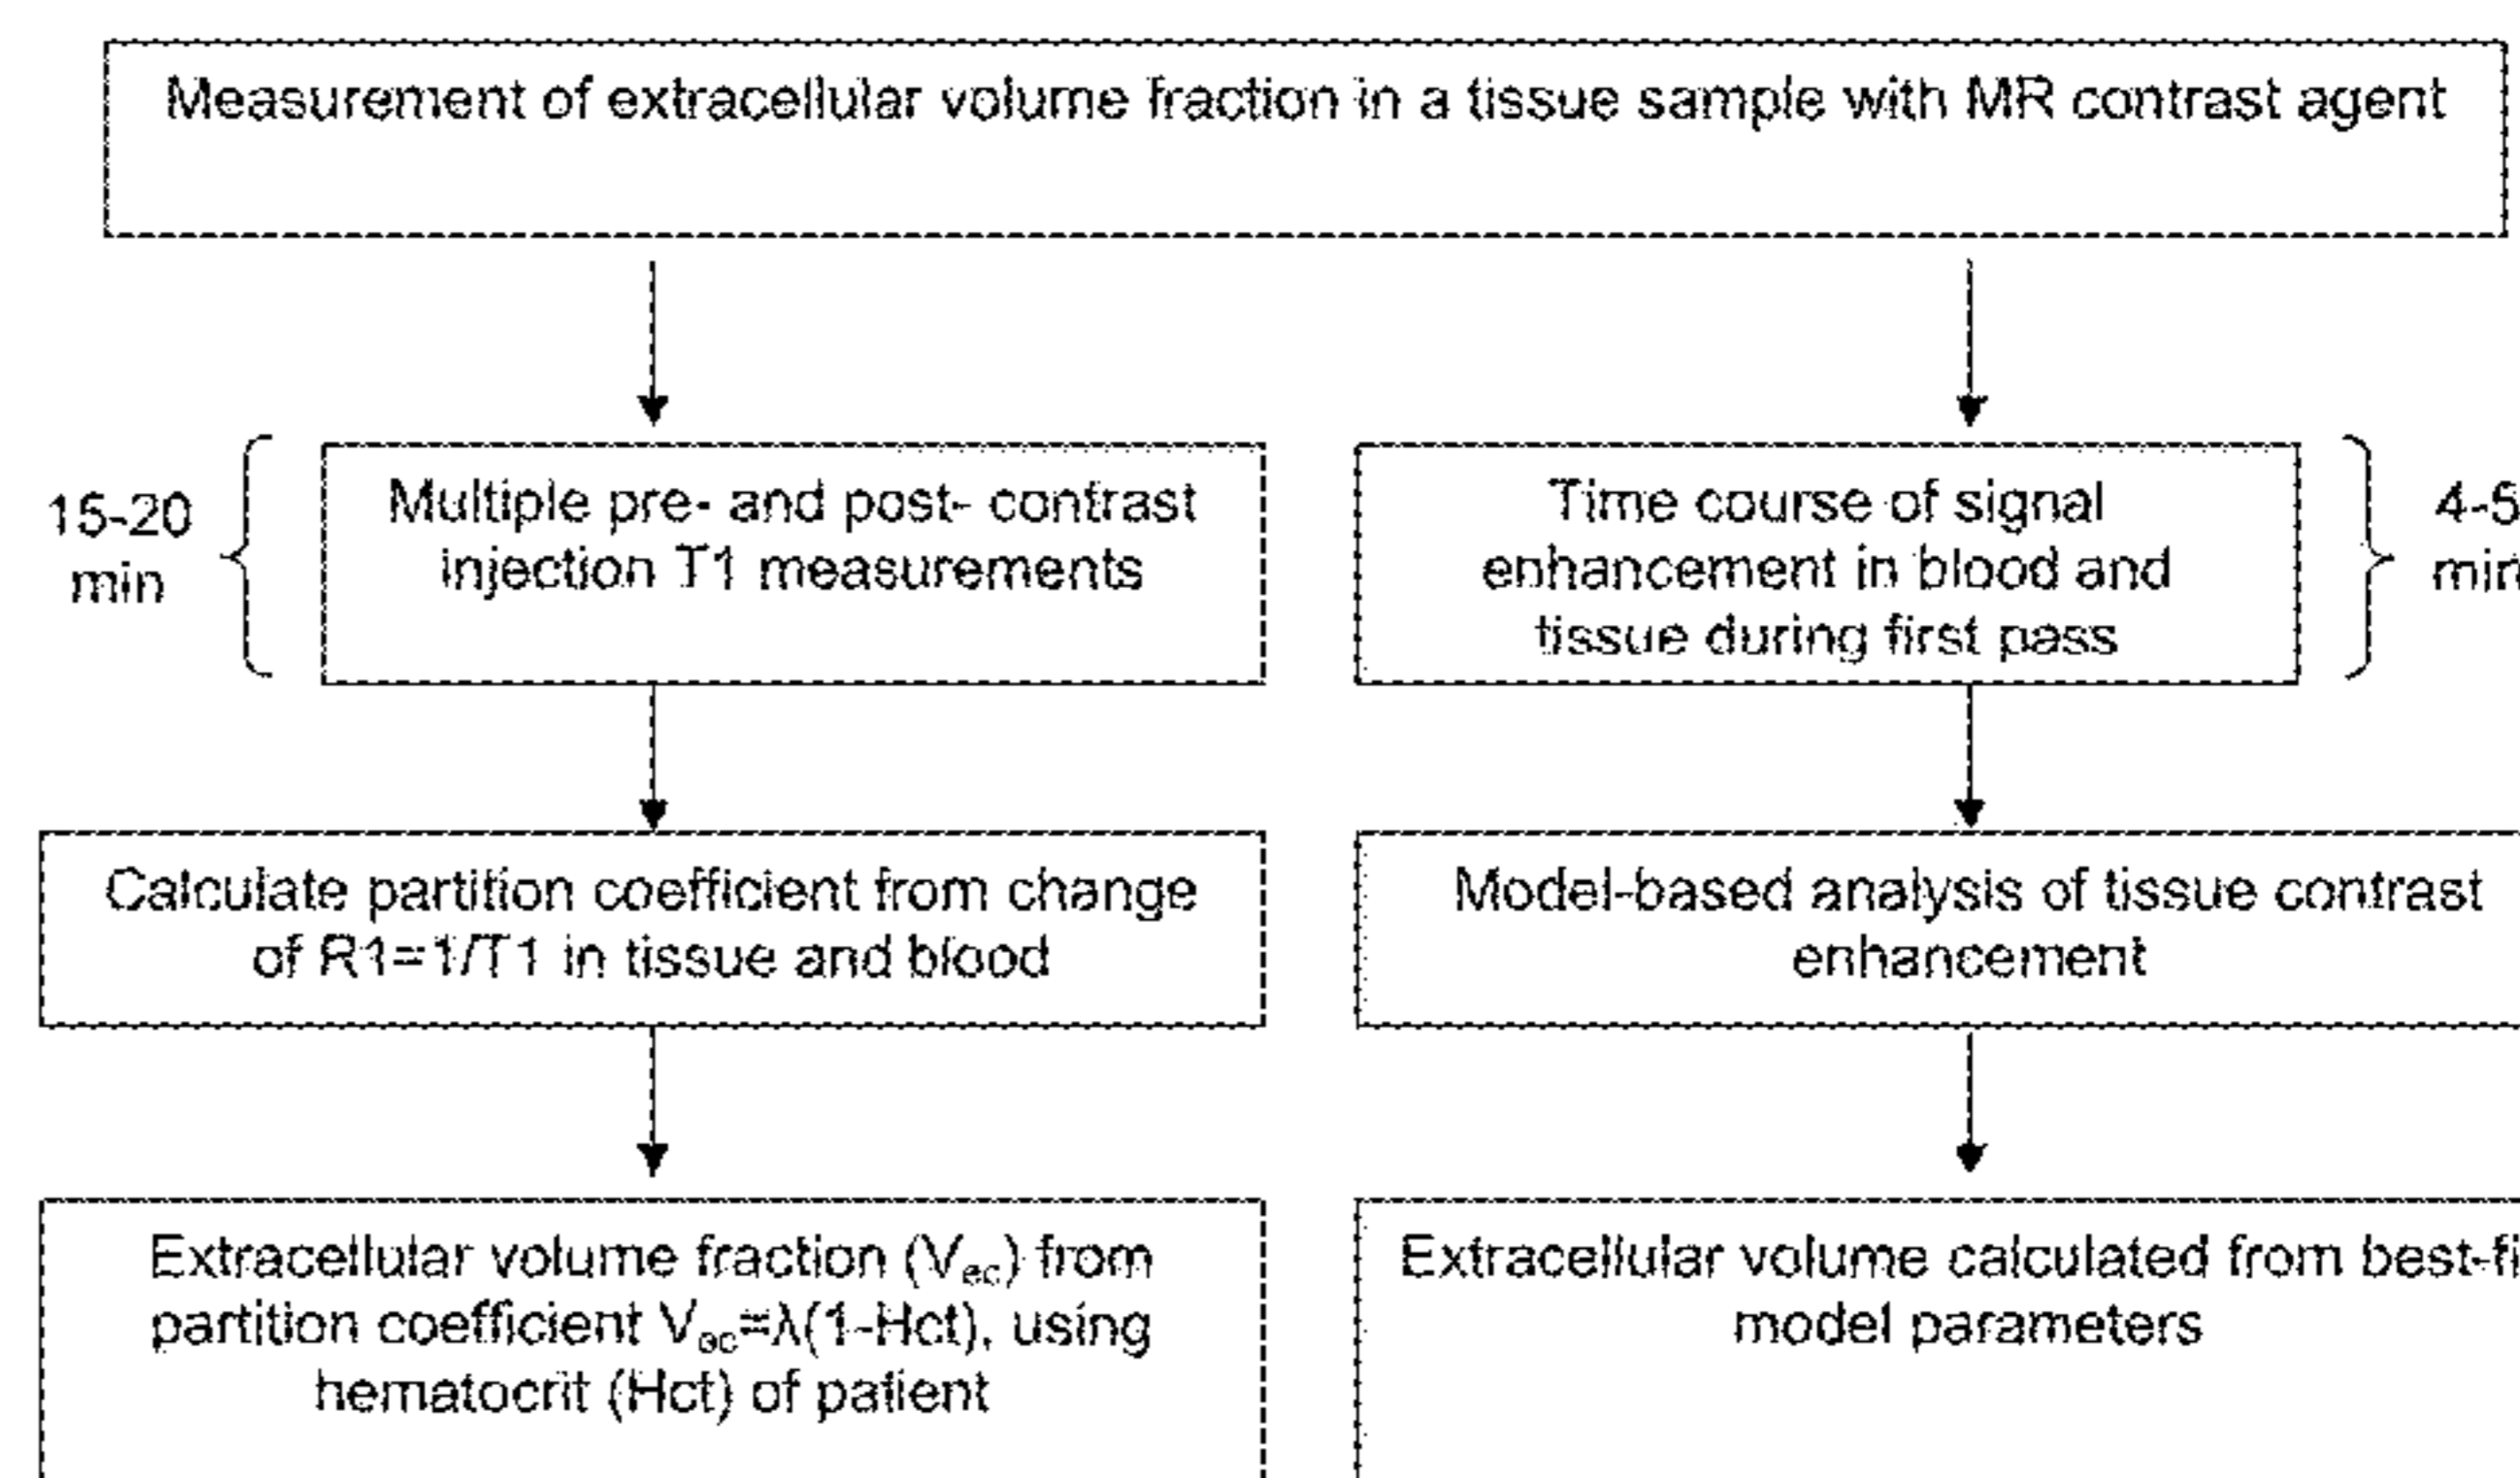 Measurement of extracellular volume fraction in a tissue sample with MR contrast agent
15-20
min
Multiple pre- and post- contrast
injection T1 measurements
Time course of signal
enhancement in blood and
tissue during first pass
4-5
min
Calculate partition coefficient from change
of R1=1/T1 in tissue and blood
Model-based analysis of tissue contrast
enhancement
Extracellular volume fraction (Vec) from
partition coefficient Vec=λ(1-Hct), using
hematocrit (Hct) of patient
Extracellular volume calculated from best-fi
model parameters